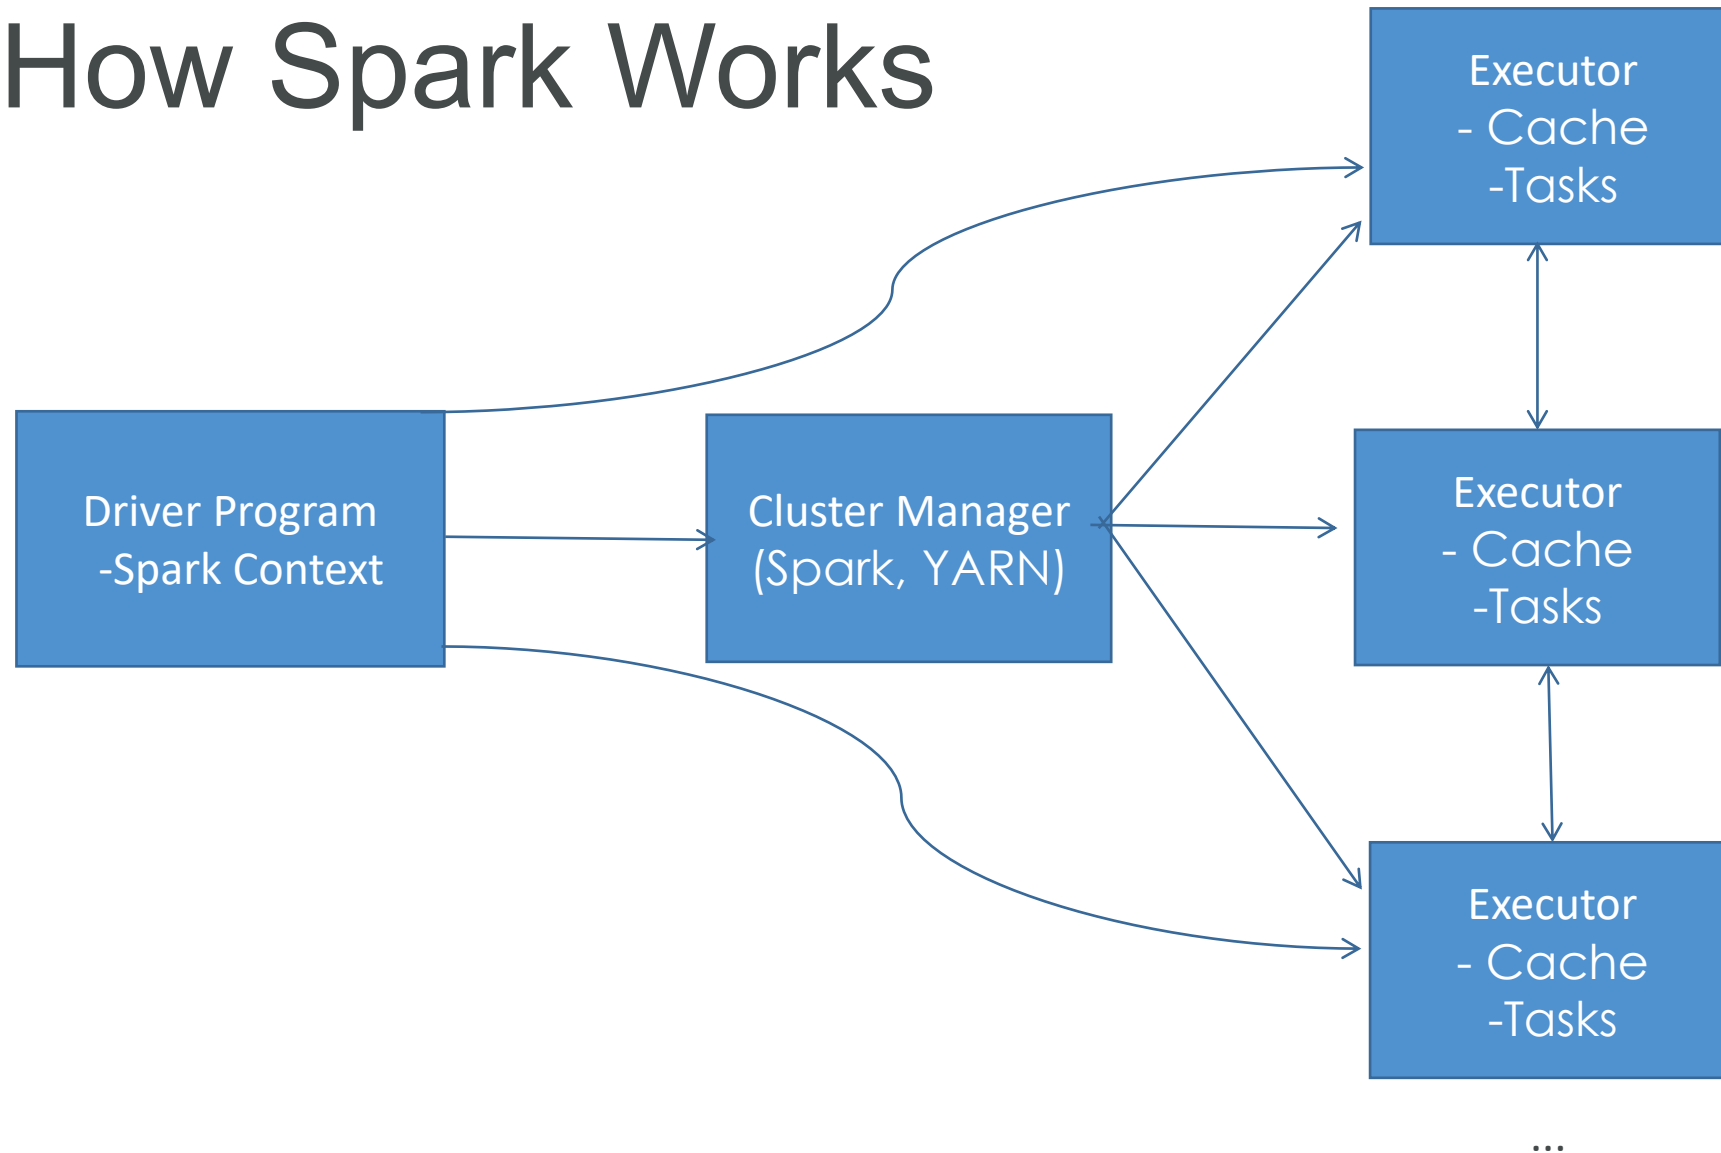 How Spark Works
Executor
- Cache
-Tasks
Driver Program
-Spark Context
Cluster Manager
(Spark, YARN)
Executor
- Cache
-Tasks
Executor
- Cache
-Tasks
...